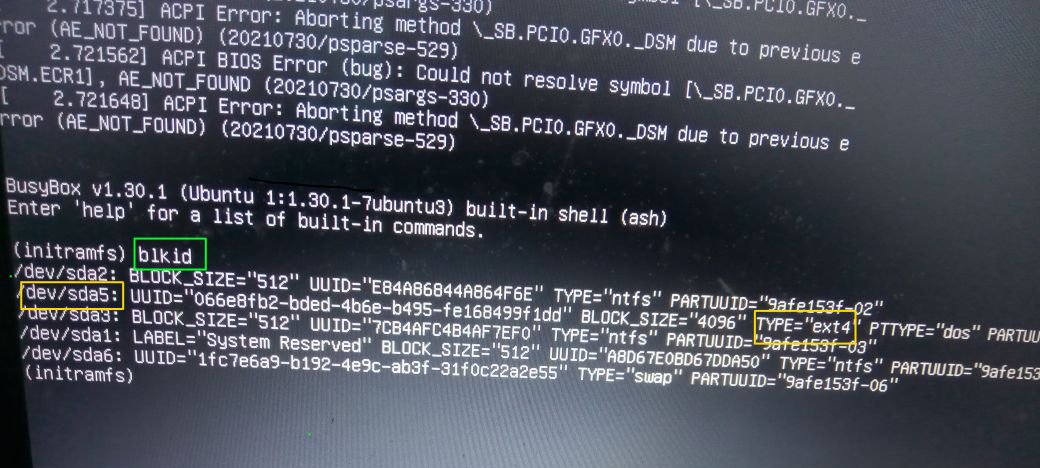 2.717375] ACPI Error: Aborting method \_SB.PCI0.GFX0._DSM due to previous e
rror (AE_NOT_FOUND) (20210730/psparse-529)
[    2.721562] ACPI BIOS Error (bug): Could not resolve symbol [\_SB.PCI0.GFX0._
DSM.ECR1], AE_NOT_FOUND (20210730/psargs-330)
[    2.721648] ACPI Error: Aborting method \_SB.PCI0.GFX0._DSM due to previous e
rror (AE_NOT_FOUND) (20210730/psparse-529)
BusyBox v1.30.1 (Ubuntu 1:1.30.1-7ubuntu3) built-in shell (ash)
Enter 'help' for a list of built-in commands.
(initramfs) blkid
/dev/sda2: BLOCK_SIZE="512" UUID="E84A86844A864F6E" TYPE="ntfs" PARTUUID="9afe153f-02"
/dev/sda5: UUID="066e8fb2-bded-4b6e-b495-fe168499f1dd" BLOCK_SIZE="4096" TYPE="ext4" PTTYPE="dos" PARTUU
/dev/sda3: BLOCK_SIZE="512" UUID="7CB4AFC4B4AF7EF0" TYPE="ntfs" PARTUUID="9afe153f-03"
/dev/sda1: LABEL="System Reserved" BLOCK_SIZE="512" UUID="A8D67E0BD67DDA50" TYPE="ntfs" PARTUUID="9afe153
/dev/sda6: UUID="1fc7e6a9-b192-4e9c-ab3f-31f0c22a2e55" TYPE="swap" PARTUUID="9afe153f-06"
(initramfs)